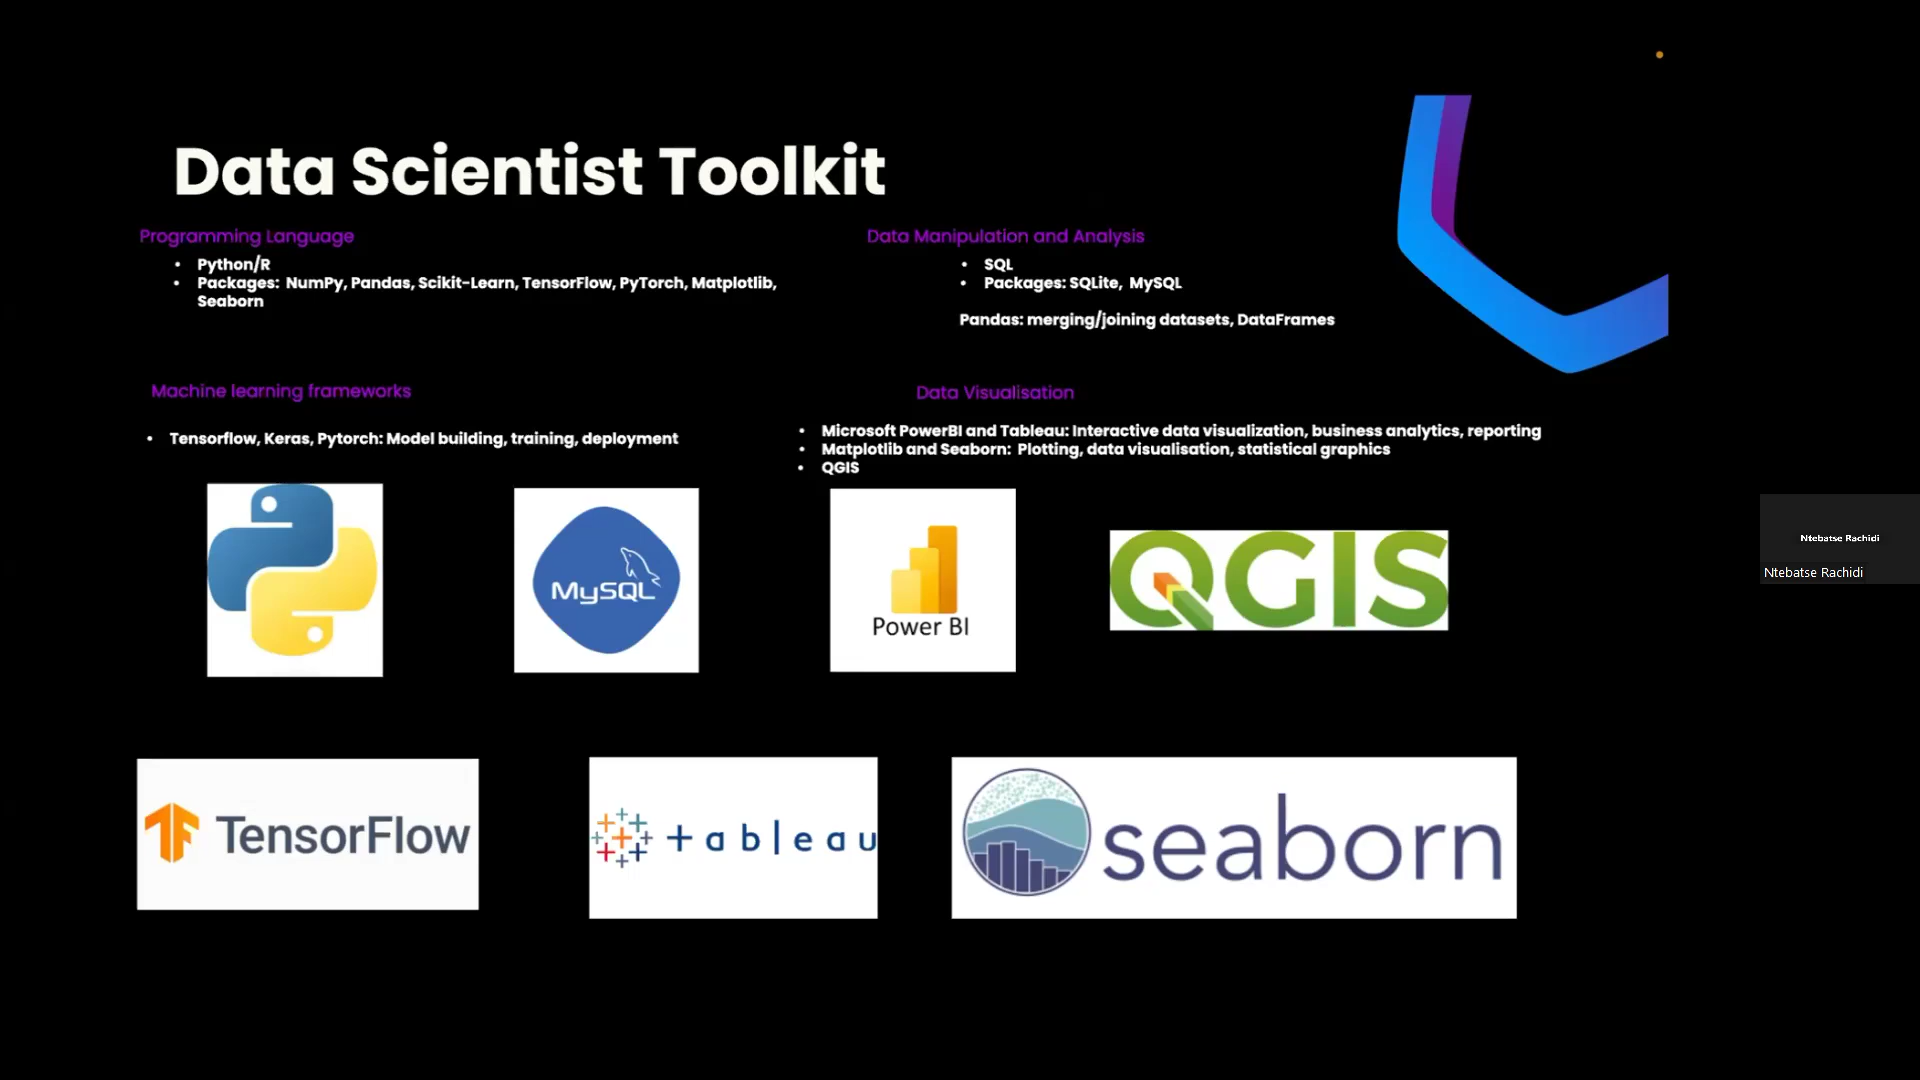 Data Scientist Toolkit
Programming Language
• Python/R
• Packages: NumPy, Pandas, Scikit-Learn, TensorFlow, PyTorch, Matplotlib,
Seaborn
Data Manipulation and Analysis
• SQL
• Packages: SQLite, MySQL
Pandas: merging/joining datasets, DataFrames
Machine learning frameworks
• Tensorflow, Keras, Pytorch: Model building, training, deployment
Data Visualisation
• Microsoft PowerBI and Tableau: Interactive data visualization, business analytics, reporting
• Matplotlib and Seaborn: Plotting, data visualisation, statistical graphics
• QGIS
MySQL
Power BI
QGIS
Ntebatse Rachidi
Ntebatse Rachidi
TensorFlow
tableau
seaborn